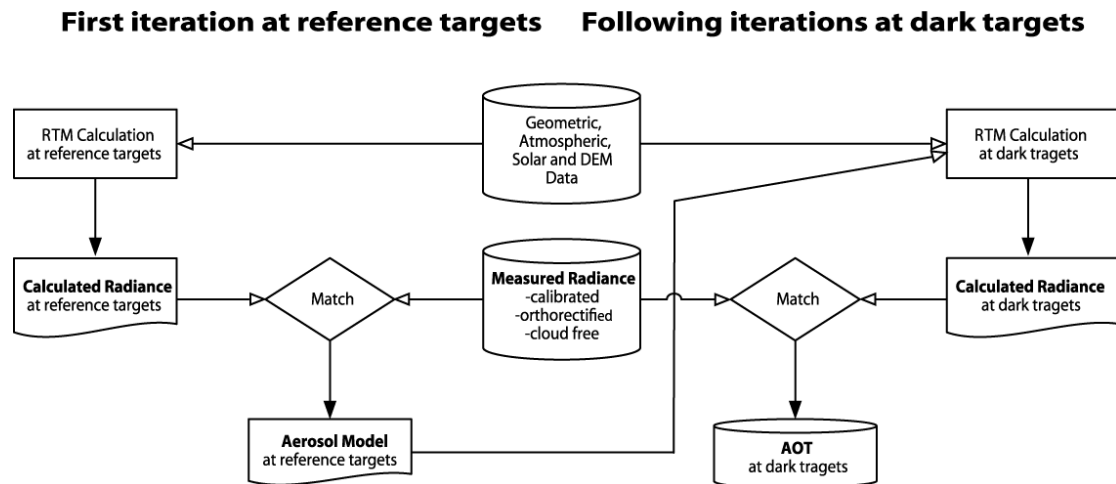 First iteration at reference targets
Following iterations at dark targets
RTM Calculation
at reference targets
Geometric,
Atmospheric,
Solar and DEM
Data
RTM Calculation
at dark tragets
Calculated Radiance
at reference targets
Match
Measured Radiance
-calibrated
-orthorectified
-cloud free
Match
Calculated Radiance
at dark tragets
Aerosol Model
at reference targets
AOT
at dark tragets